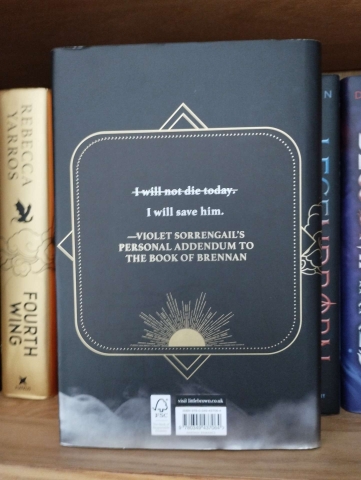 ~~I will not die today.~~
I will save him.
—VIOLET SORRENGAIL'S
PERSONAL ADDENDUM TO
THE BOOK OF BRENNAN
visit littlebrown.co.uk
FSC
REBECCA
YARROS
FOURTH
WING